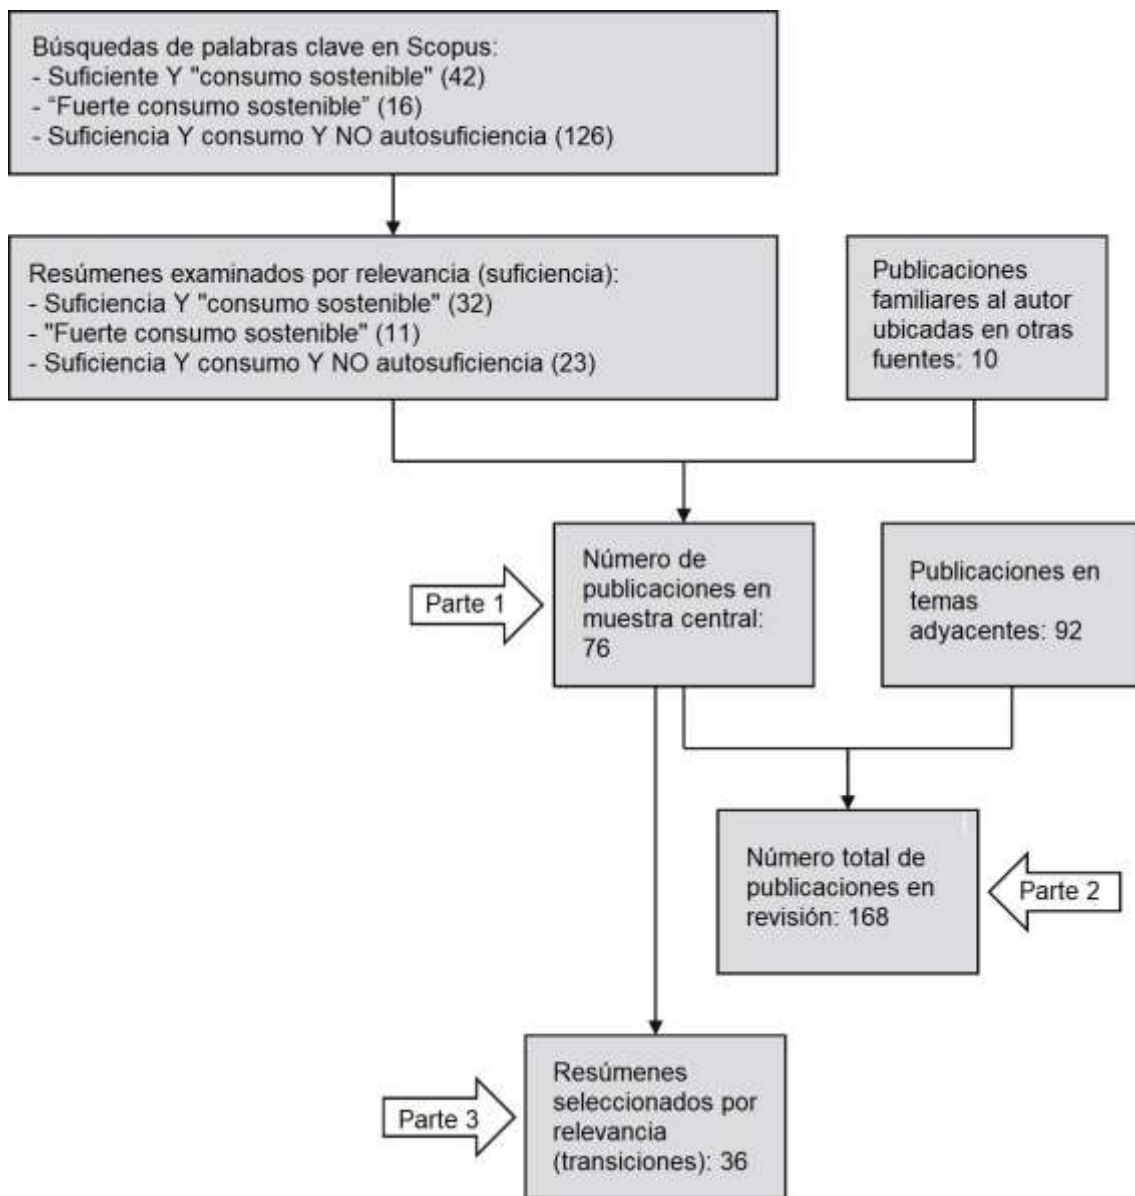 Búsquedas de palabras clave en Scopus:
- Suficiente Y "consumo sostenible" (42)
- “Fuerte consumo sostenible” (16)
- Suficiencia Y consumo Y NO autosuficiencia (126)
Resúmenes examinados por relevancia (suficiencia):
- Suficiencia Y "consumo sostenible" (32)
- "Fuerte consumo sostenible" (11)
- Suficiencia Y consumo Y NO autosuficiencia (23)
Publicaciones
familiares al autor
ubicadas en otras
fuentes: 10
Parte 1
Número de
publicaciones en
muestra central:
76
Publicaciones en
temas
adyacentes: 92
Número total de
publicaciones en
revisión: 168
Parte 2
Parte 3
Resúmenes
seleccionados por
relevancia
(transiciones): 36